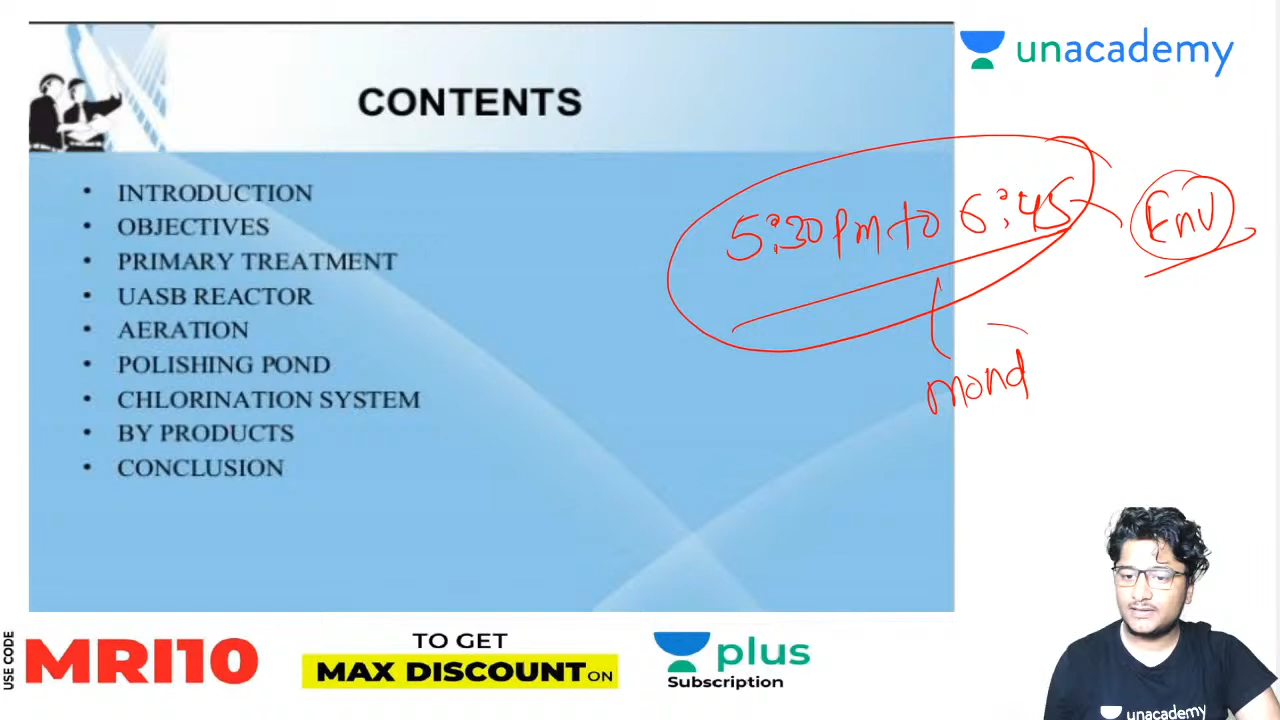 unacademy
CONTENTS
5:30 Pm to 6:45
Env
mond
• INTRODUCTION
• OBJECTIVES
• PRIMARY TREATMENT
• UASB REACTOR
• AERATION
• POLISHING POND
• CHLORINATION SYSTEM
• BY PRODUCTS
• CONCLUSION
USE CODE
MRI10
TO GET
MAX DISCOUNT ON
plus
Subscription
unacademy